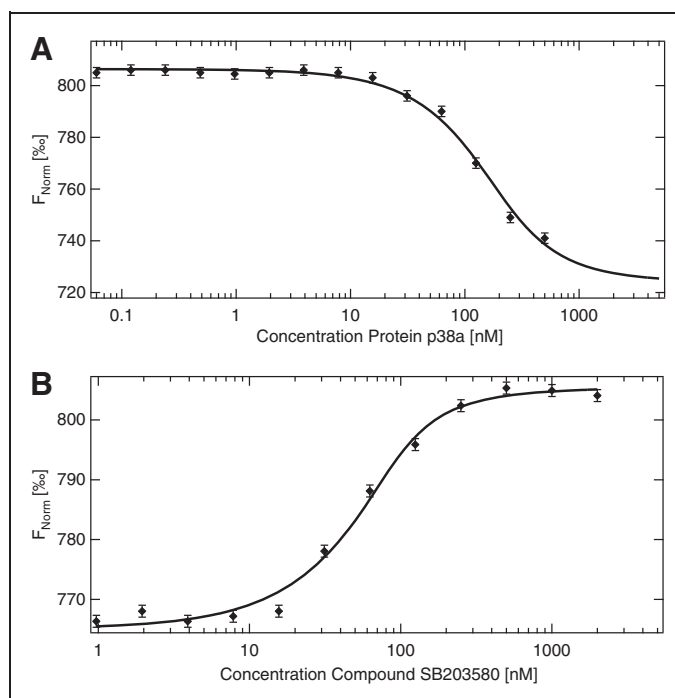 A
800
780
760
740
720
F_Norm [‰]
0.1 1 10 100 1000
Concentration Protein p38a [nM]
B
800
790
780
770
F_Norm [‰]
1 10 100 1000
Concentration Compound SB203580 [nM]